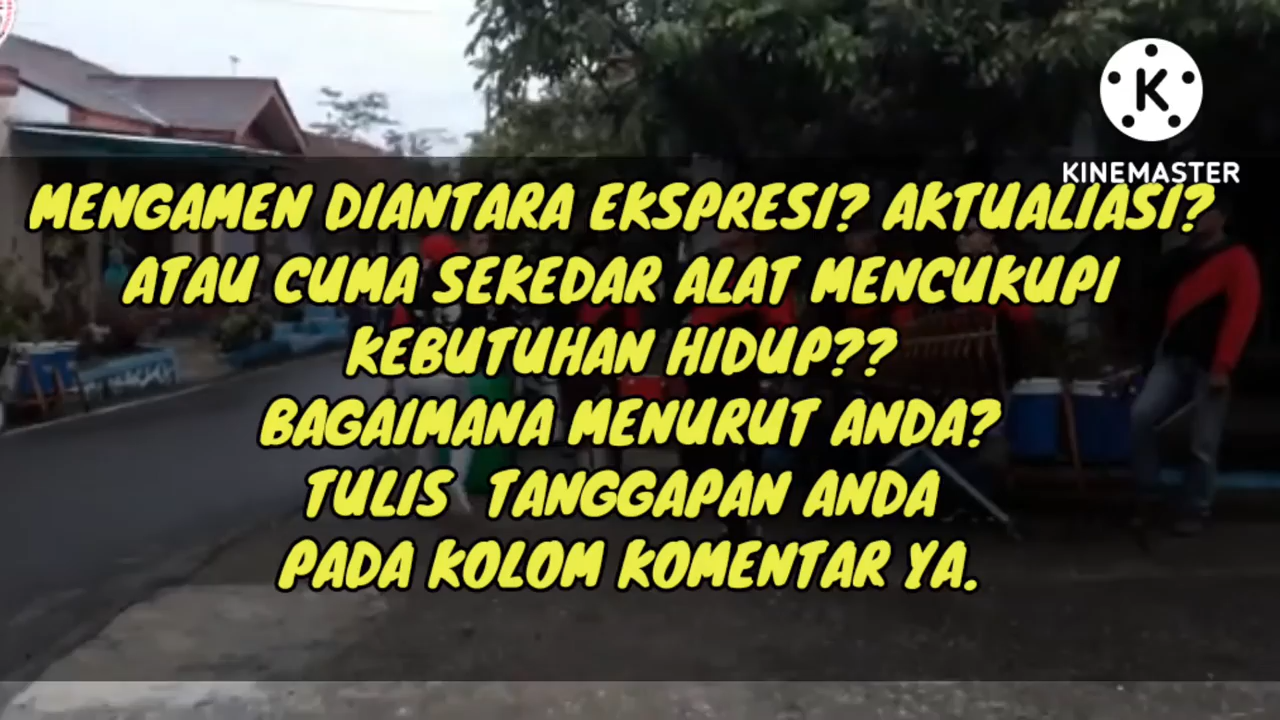 K
KINEMASTER
MENGAMEN DIANTARA EKSPRESI? AKTUALIASI?
ATAU CUMA SEKEDAR ALAT MENCUKUPI
KEBUTUHAN HIDUP??
BAGAIMANA MENURUT ANDA?
TULIS TANGGAPAN ANDA
PADA KOLOM KOMENTAR YA.